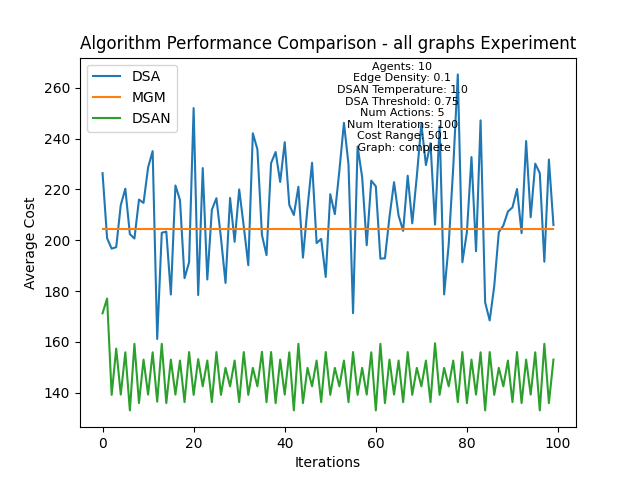 Algorithm Performance Comparison - all graphs Experiment
DSA
MGM
DSAN
Agents: 10
Edge Density: 0.1
DSAN Temperature: 1.0
DSA Threshold: 0.75
Num Actions: 5
Num Iterations: 100
Cost Range: 501
Graph: complete
Average Cost
260
240
220
200
180
160
140
0 20 40 60 80 100
Iterations